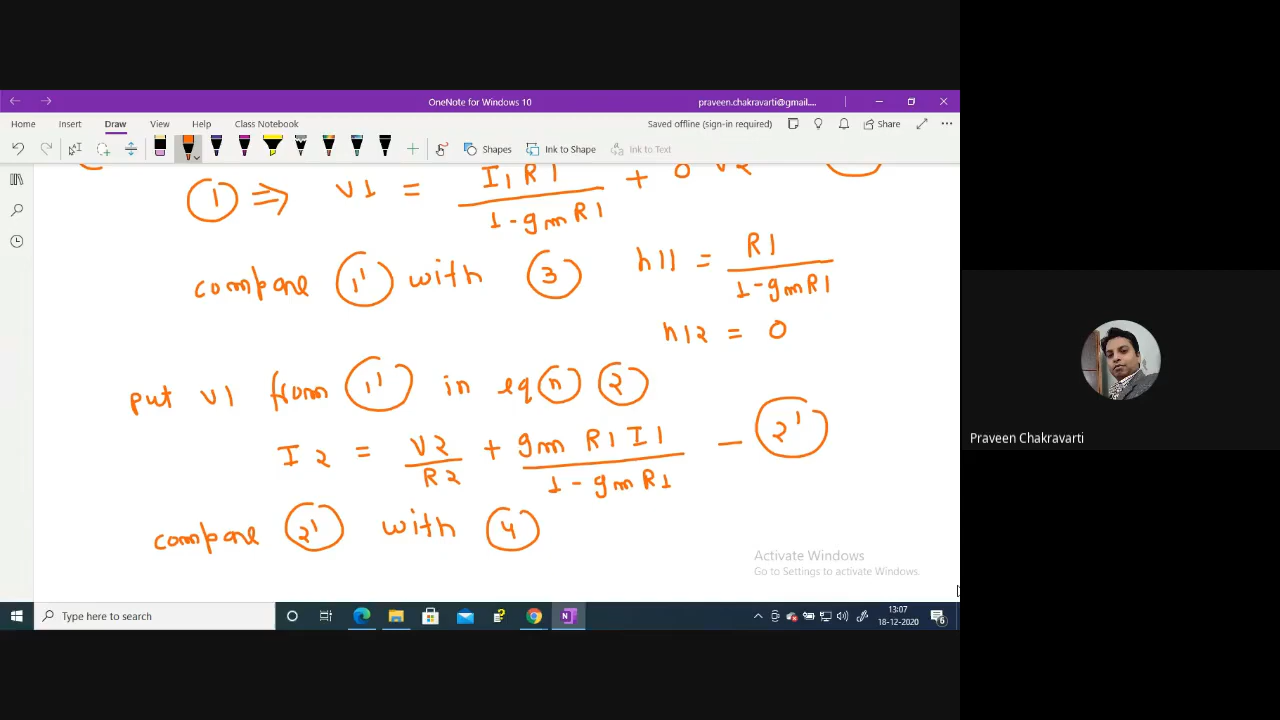 OneNote for Windows 10
praveen.chakravarti@gmail....
Home Insert Draw View Help Class Notebook
Saved offline (sign-in required)
Share
Shapes Ink to Shape Ink to Text
1 ⇒ V1 = I1 R1 / 1 - gm R1 + 0 V2
compare 1' with 3 h11 = R1 / 1 - gm R1
h12 = 0
put V1 from 1' in eq n 2
I2 = V2 / R2 + gm R1 I1 / 1 - gm R1 — 2'
compare 2' with 4
Praveen Chakravarti
Activate Windows
Go to Settings to activate Windows.
Type here to search
13:07
18-12-2020
6